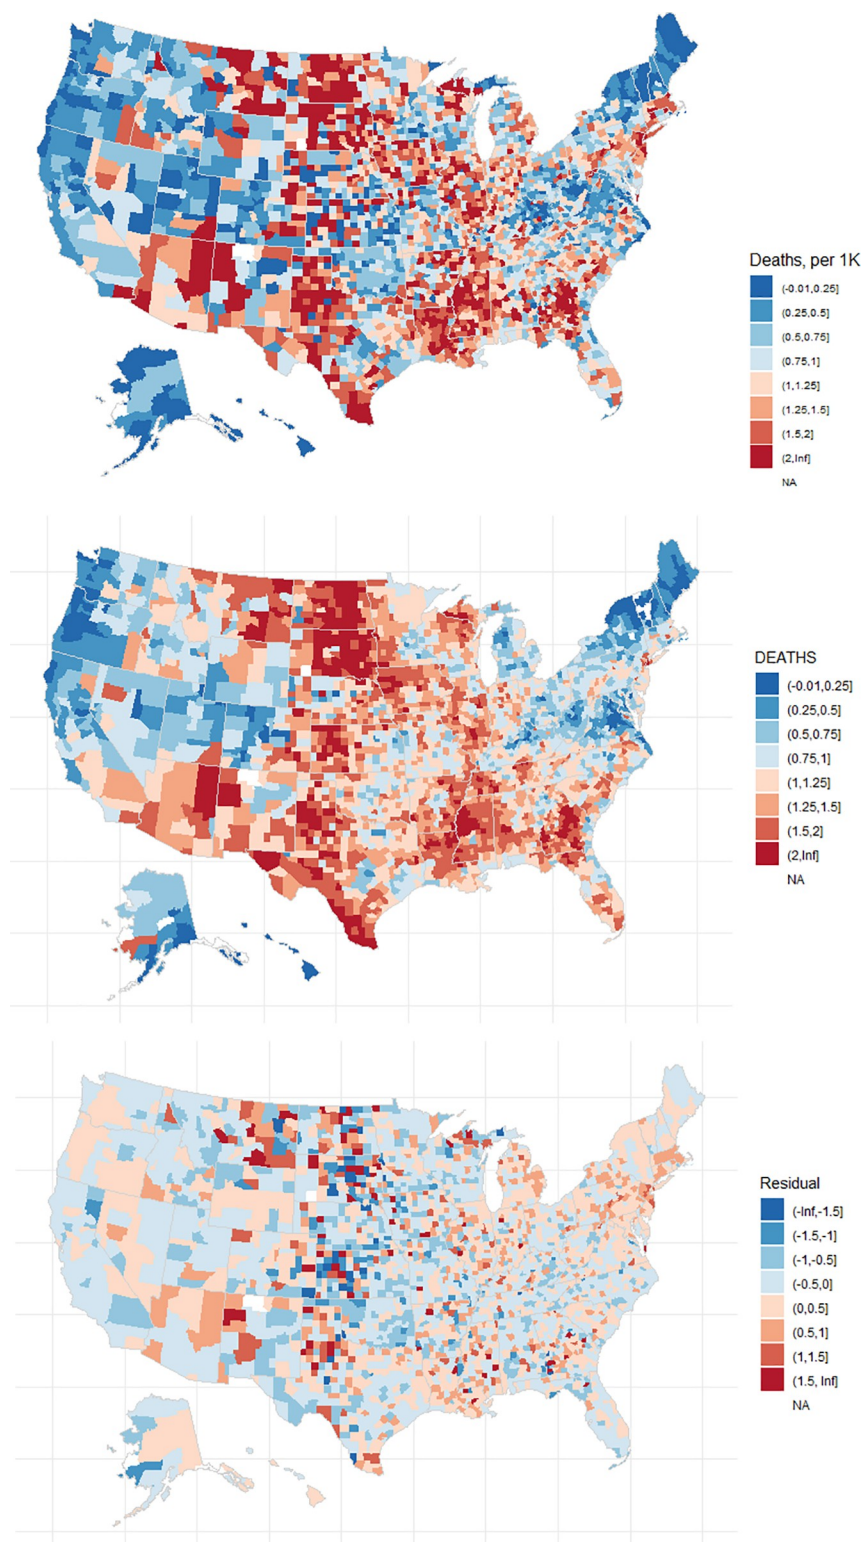 Deaths, per 1K
(-0.01,0.25]
(0.25,0.5]
(0.5,0.75]
(0.75,1]
(1,1.25]
(1.25,1.5]
(1.5,2]
(2,Inf]
NA
DEATHS
(-0.01,0.25]
(0.25,0.5]
(0.5,0.75]
(0.75,1]
(1,1.25]
(1.25,1.5]
(1.5,2]
(2,Inf]
NA
Residual
(-Inf,-1.5]
(-1.5,-1]
(-1,-0.5]
(-0.5,0]
(0,0.5]
(0.5,1]
(1,1.5]
(1.5, Inf]
NA